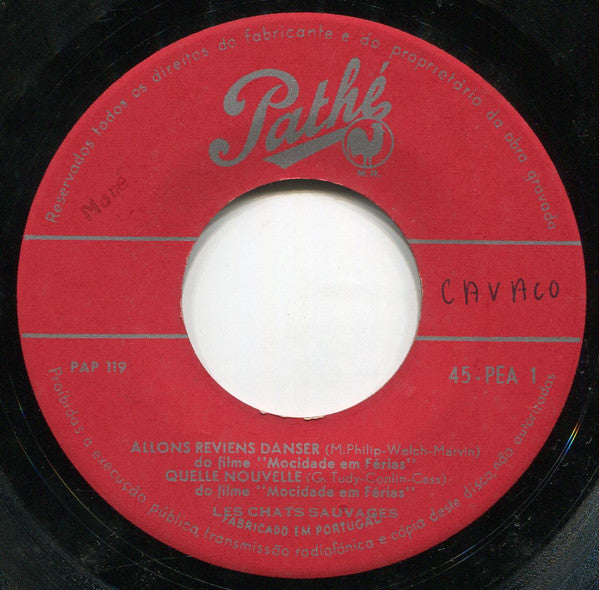 Reservados todos os direitos do fabricante e do proprietário da obra gravada
Pathé
M.R.
Mané
CAVACO
PAP 119
45-PEA 1
ALLONS REVIENS DANSER (M. Philip-Welch-Marvin)
do filme "Mocidade em Férias"
QUELLE NOUVELLE (G. Tudy-Conlin-Cass)
do filme "Mocidade em Férias"
LES CHATS SAUVAGES
FABRICADO EM PORTUGAL
Proibidas a execução pública, transmissão radiofónica e cópia deste disco, não autorizadas